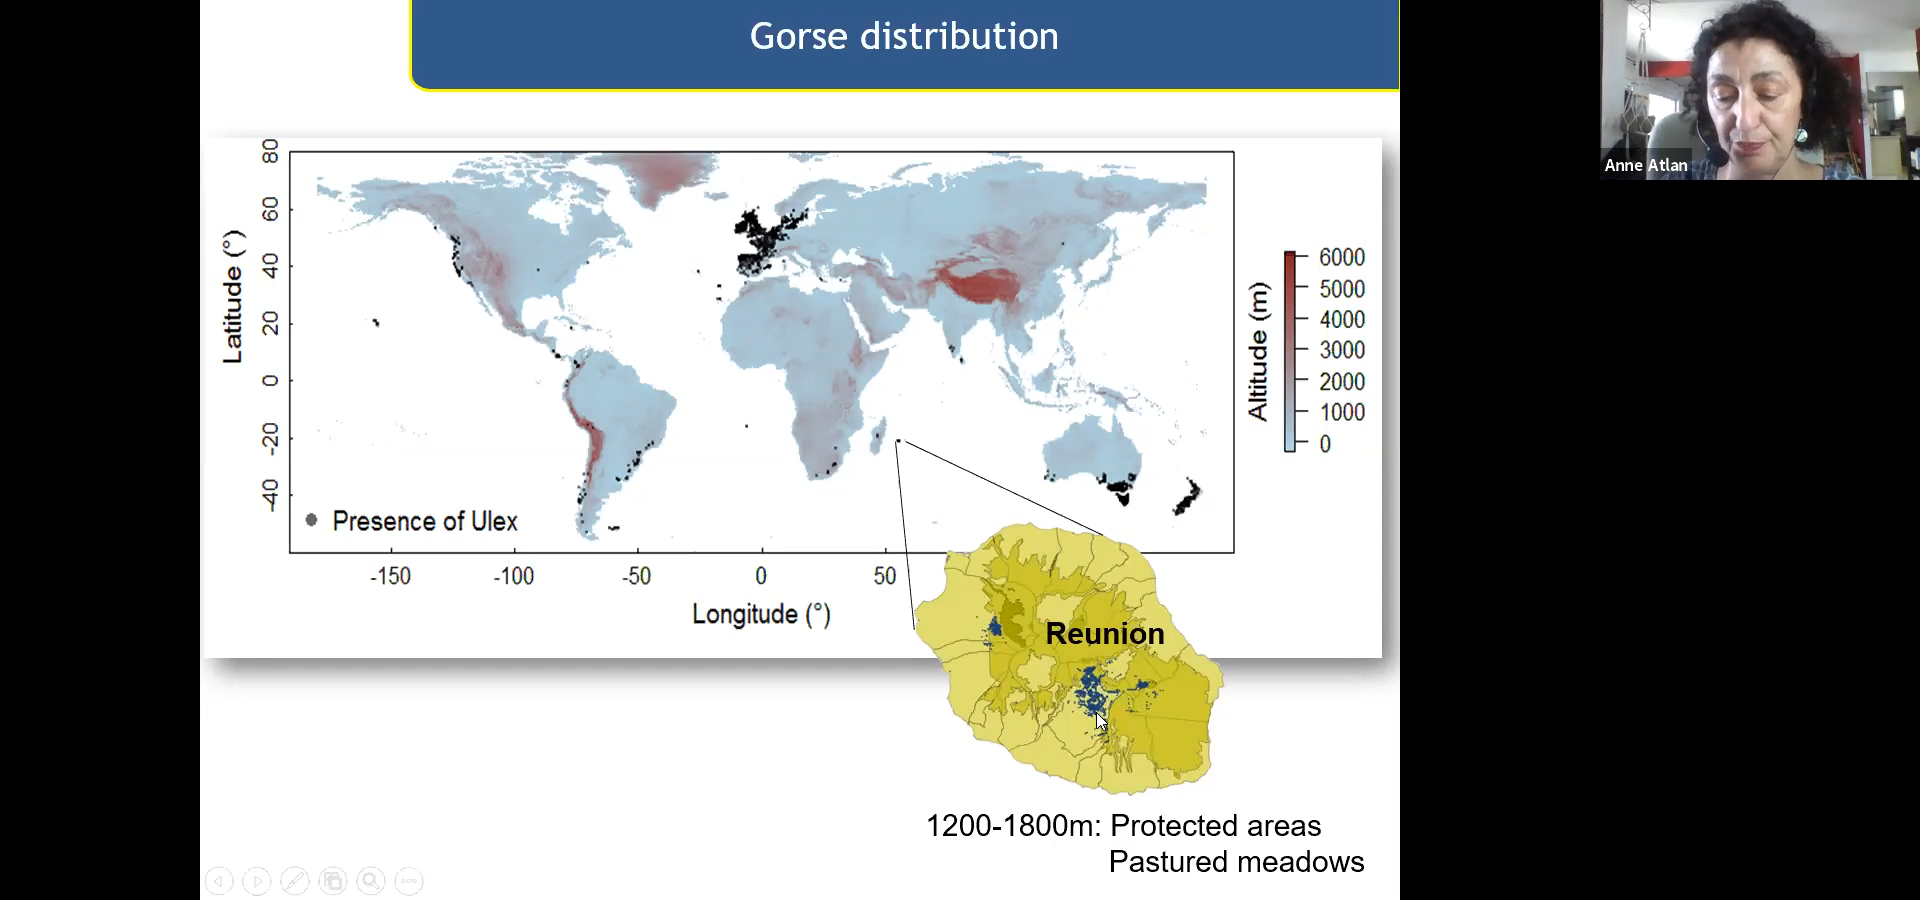 Gorse distribution
Anne Atlan
80
60
40
20
0
-20
-40
Latitude (°)
Presence of Ulex
-150
-100
-50
0
50
Longitude (°)
6000
5000
4000
3000
2000
1000
0
Altitude (m)
Reunion
1200-1800m: Protected areas
Pastured meadows